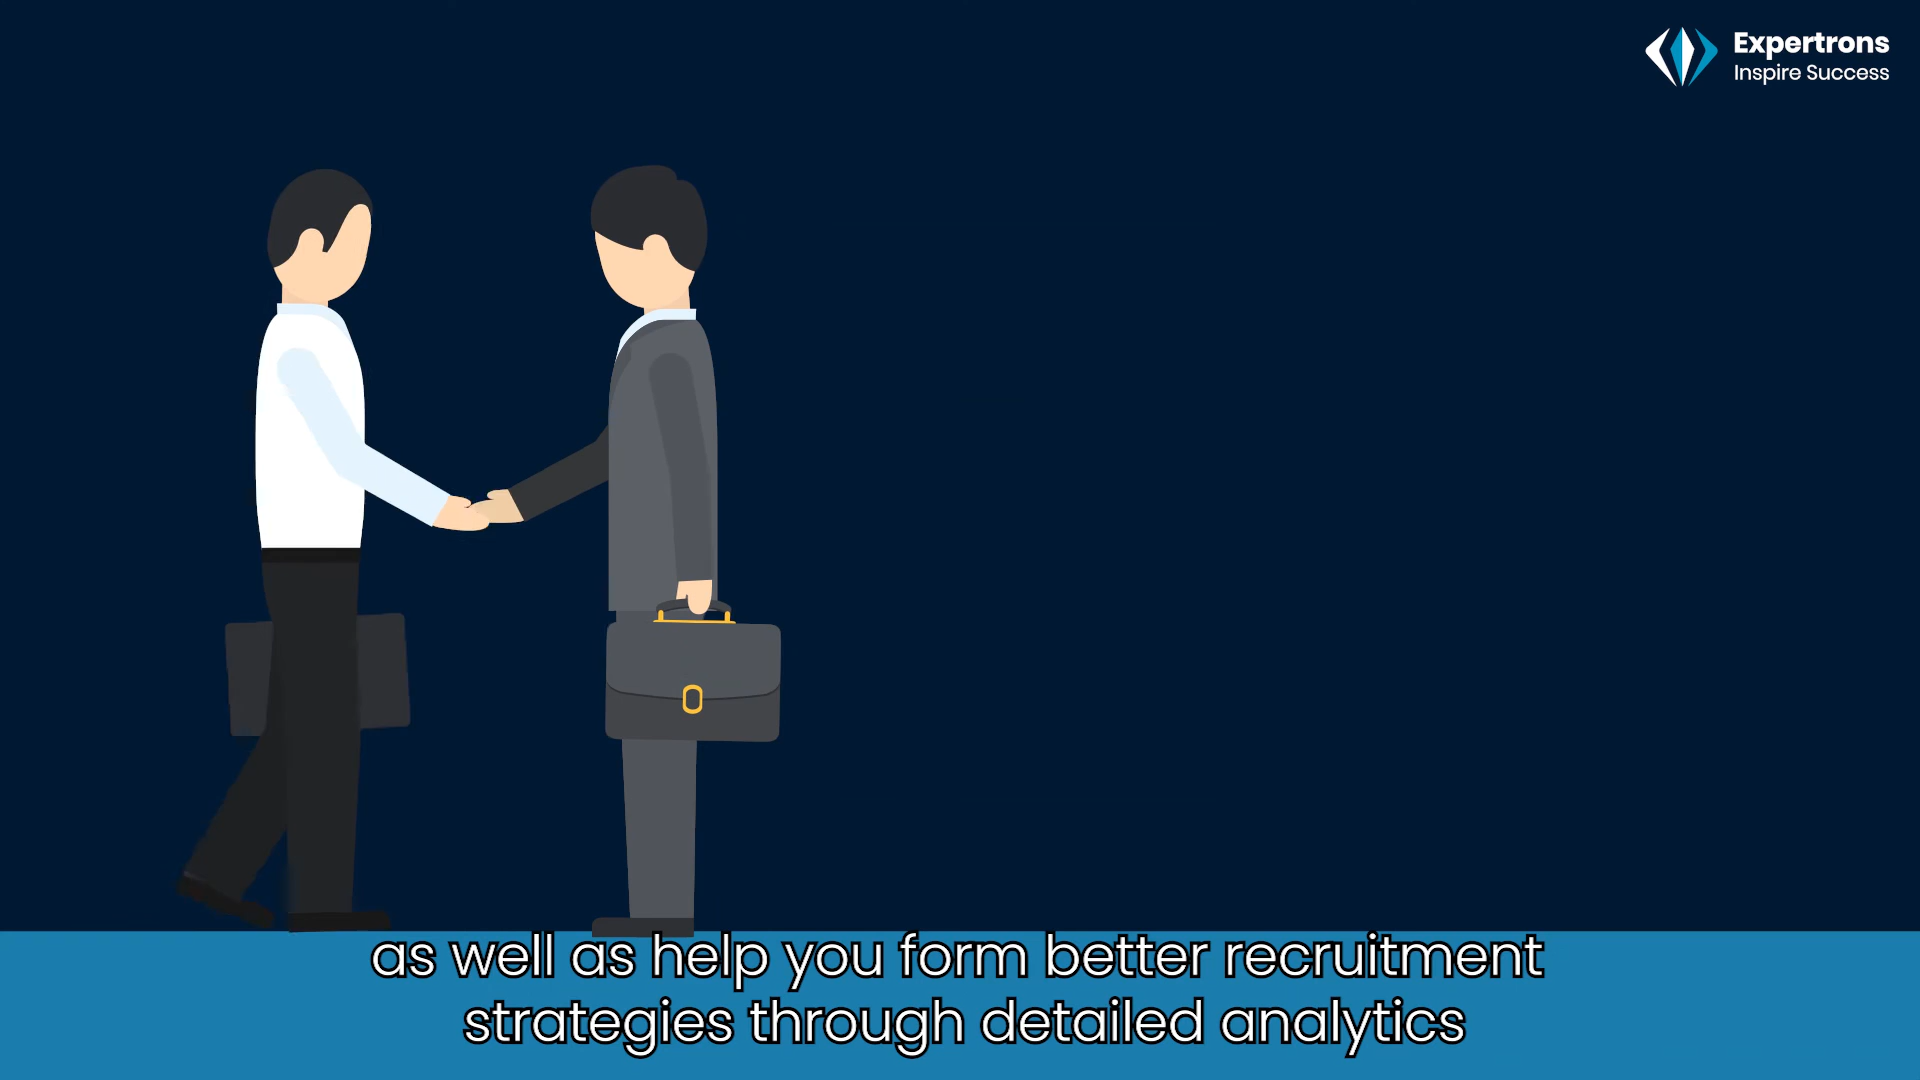 Expertrons
Inspire Success
as well as help you form better recruitment
strategies through detailed analytics